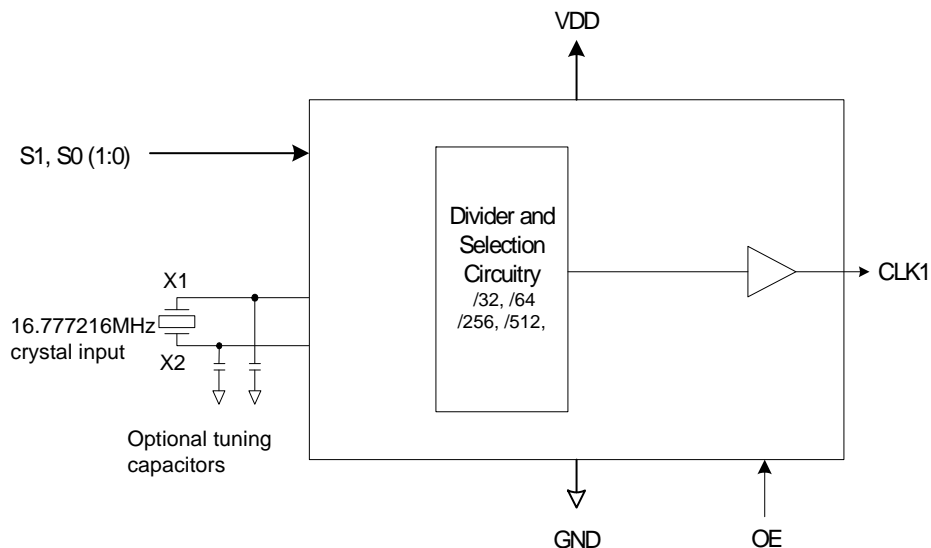 VDD
S1, S0 (1:0)
Divider and
Selection
Circuitry
/32, /64
/256, /512,
CLK1
X1
16.777216MHz
crystal input
X2
Optional tuning
capacitors
GND
OE